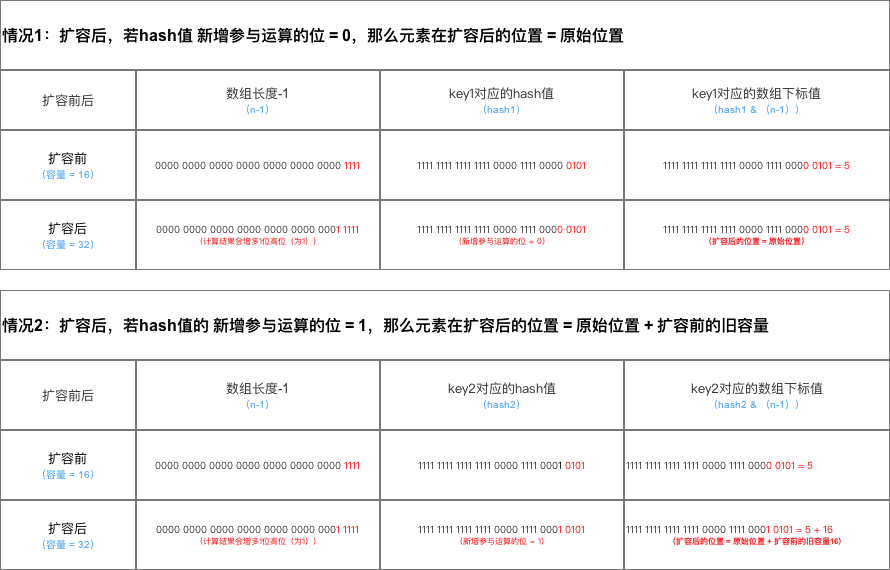 情况1：扩容后，若hash值 新增参与运算的位 = 0，那么元素在扩容后的位置 = 原始位置
扩容前后
数组长度-1
（n-1）
key1对应的hash值
（hash1）
key1对应的数组下标值
（hash1 & （n-1））
扩容前
（容量 = 16）
0000 0000 0000 0000 0000 0000 0000 1111
1111 1111 1111 1111 0000 1111 0000 0101
1111 1111 1111 1111 0000 1111 0000 0101 = 5
扩容后
（容量 = 32）
0000 0000 0000 0000 0000 0000 0001 1111
（计算结果会增多1位高位（为1））
1111 1111 1111 1111 0000 1111 0000 0101
（新增参与运算的位 = 0）
1111 1111 1111 1111 0000 1111 0000 0101 = 5
（扩容后的位置 = 原始位置）
情况2：扩容后，若hash值的 新增参与运算的位 = 1，那么元素在扩容后的位置 = 原始位置 + 扩容前的旧容量
扩容前后
数组长度-1
（n-1）
key2对应的hash值
（hash2）
key2对应的数组下标值
（hash2 & （n-1））
扩容前
（容量 = 16）
0000 0000 0000 0000 0000 0000 0000 1111
1111 1111 1111 1111 0000 1111 0001 0101
1111 1111 1111 1111 0000 1111 0000 0101 = 5
扩容后
（容量 = 32）
0000 0000 0000 0000 0000 0000 0001 1111
（计算结果会增多1位高位（为1））
1111 1111 1111 1111 0000 1111 0001 0101
（新增参与运算的位 = 1）
1111 1111 1111 1111 0000 1111 0001 0101 = 5 + 16
（扩容后的位置 = 原始位置 + 扩容前的旧容量16）